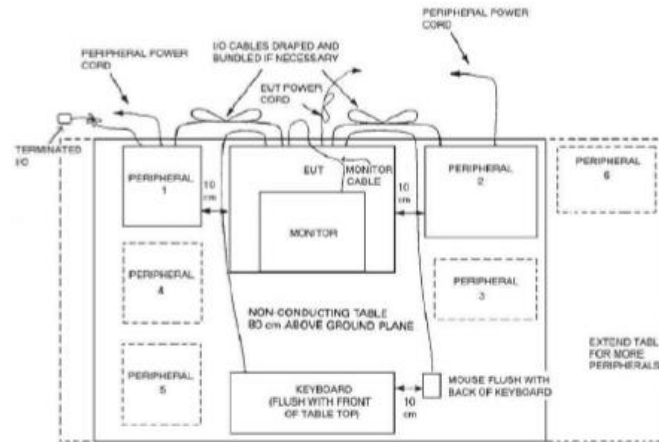 PERIPHERAL POWER
CORD
PERIPHERAL POWER
CORD
I/O CABLES DRAPED AND
BUNDLED IF NECESSARY
EUT POWER
CORD
TERMINATED
I/O
PERIPHERAL
1
10
cm
EUT
MONITOR
CABLE
MONITOR
10
cm
PERIPHERAL
2
PERIPHERAL
6
PERIPHERAL
4
PERIPHERAL
3
NON-CONDUCTING TABLE
80 cm ABOVE GROUND PLANE
PERIPHERAL
5
KEYBOARD
(FLUSH WITH FRONT
OF TABLE TOP)
10
cm
MOUSE FLUSH WITH
BACK OF KEYBOARD
EXTEND TABL
FOR MORE
PERIPHERALS